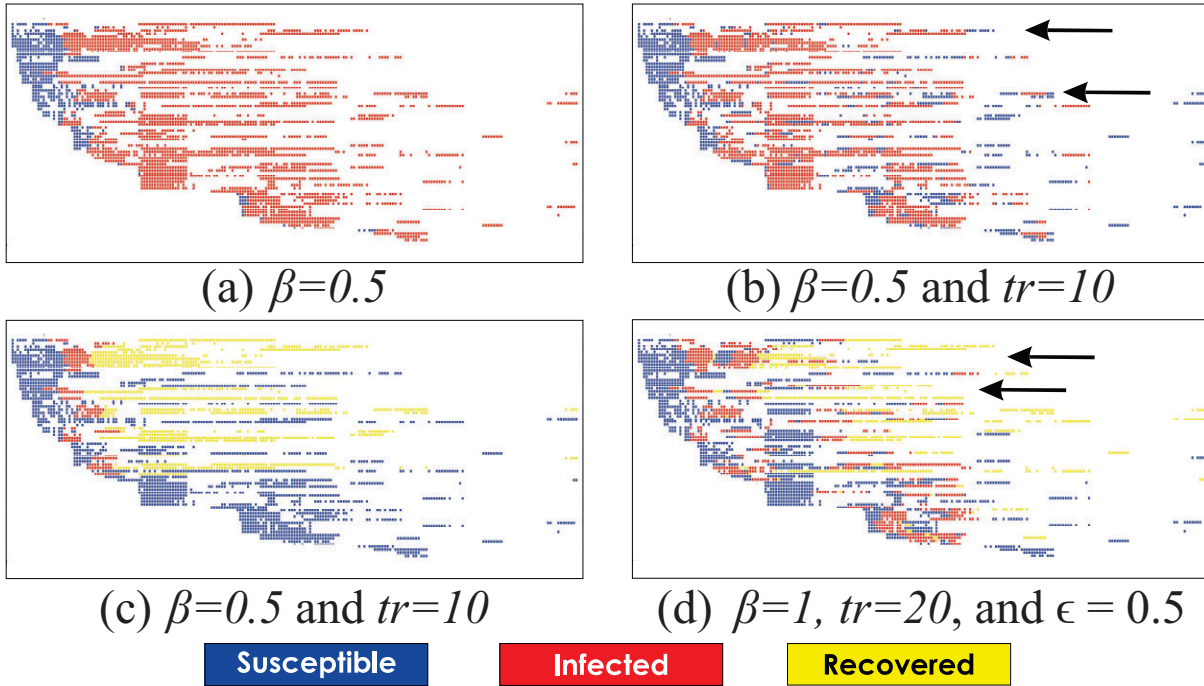 (a) β=0.5
(b) β=0.5 and tr=10
(c) β=0.5 and tr=10
(d) β=1, tr=20, and ϵ = 0.5
Susceptible
Infected
Recovered